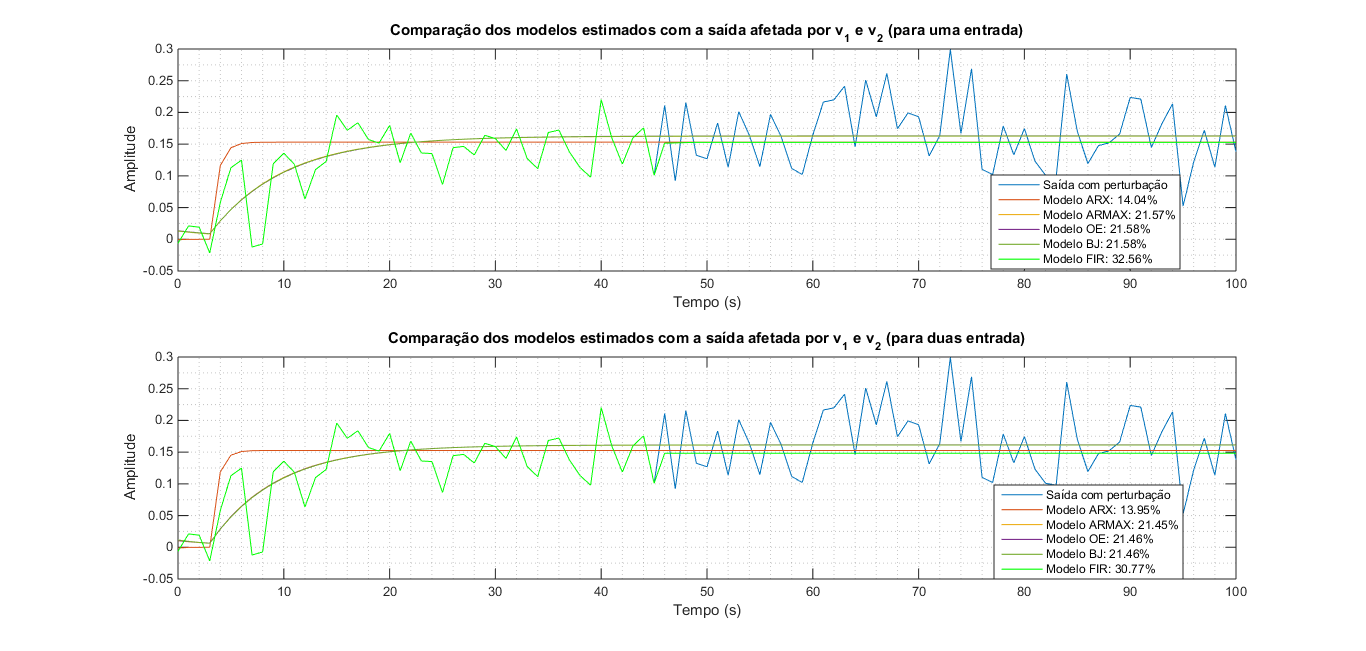 Comparação dos modelos estimados com a saída afetada por v1 e v2 (para uma entrada)
0.3
0.25
0.2
0.15
0.1
0.05
0
-0.05
Amplitude
Saída com perturbação
Modelo ARX: 14.04%
Modelo ARMAX: 21.57%
Modelo OE: 21.58%
Modelo BJ: 21.58%
Modelo FIR: 32.56%
0 10 20 30 40 50 60 70 80 90 100
Tempo (s)
Comparação dos modelos estimados com a saída afetada por v1 e v2 (para duas entrada)
0.3
0.25
0.2
0.15
0.1
0.05
0
-0.05
Amplitude
Saída com perturbação
Modelo ARX: 13.95%
Modelo ARMAX: 21.45%
Modelo OE: 21.46%
Modelo BJ: 21.46%
Modelo FIR: 30.77%
0 10 20 30 40 50 60 70 80 90 100
Tempo (s)